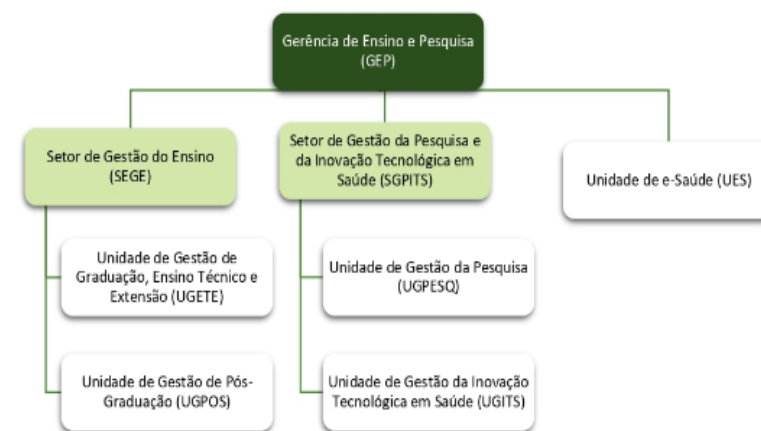 Gerência de Ensino e Pesquisa
(GEP)
Setor de Gestão do Ensino
(SEGE)
Setor de Gestão da Pesquisa e
da Inovação Tecnológica em
Saúde (SGPITS)
Unidade de e-Saúde (UES)
Unidade de Gestão de
Graduação, Ensino Técnico e
Extensão (UGETE)
Unidade de Gestão da Pesquisa
(UGPESQ)
Unidade de Gestão de Pós-
Graduação (UGPOS)
Unidade de Gestão da Inovação
Tecnológica em Saúde (UGITS)